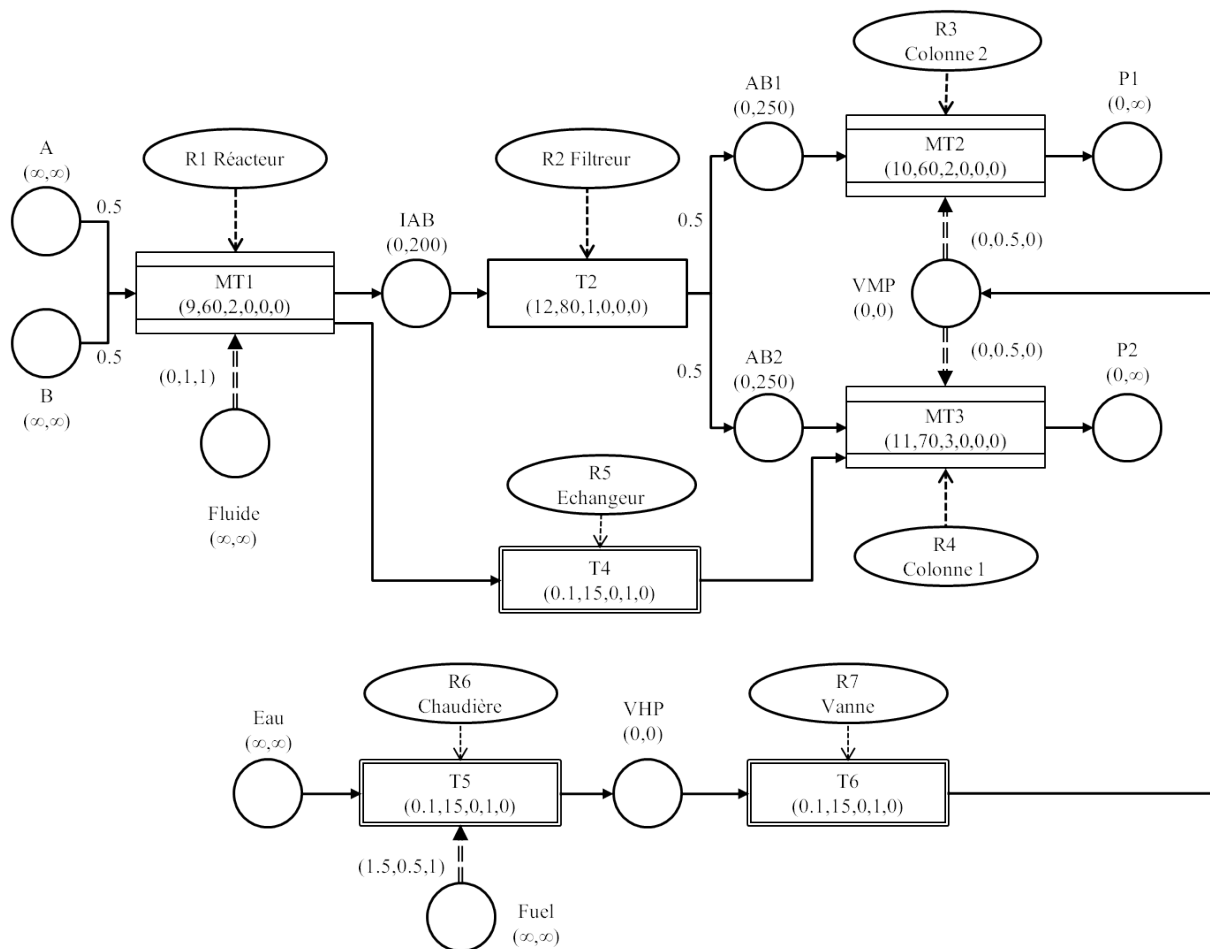 R3
Colonne 2
AB1
(0,250)
P1
(0,∞)
A
(∞,∞)
R1 Réacteur
R2 Filtreur
MT2
(10,60,2,0,0,0)
0.5
IAB
(0,200)
0.5
(0,0.5,0)
MT1
(9,60,2,0,0,0)
T2
(12,80,1,0,0,0)
VMP
(0,0)
0.5
B
(∞,∞)
(0,1,1)
0.5
AB2
(0,250)
(0,0.5,0)
P2
(0,∞)
MT3
(11,70,3,0,0,0)
R5
Echangeur
Fluide
(∞,∞)
R4
Colonne 1
T4
(0.1,15,0,1,0)
R6
Chaudière
R7
Vanne
Eau
(∞,∞)
VHP
(0,0)
T5
(0.1,15,0,1,0)
T6
(0.1,15,0,1,0)
(1.5,0.5,1)
Fuel
(∞,∞)